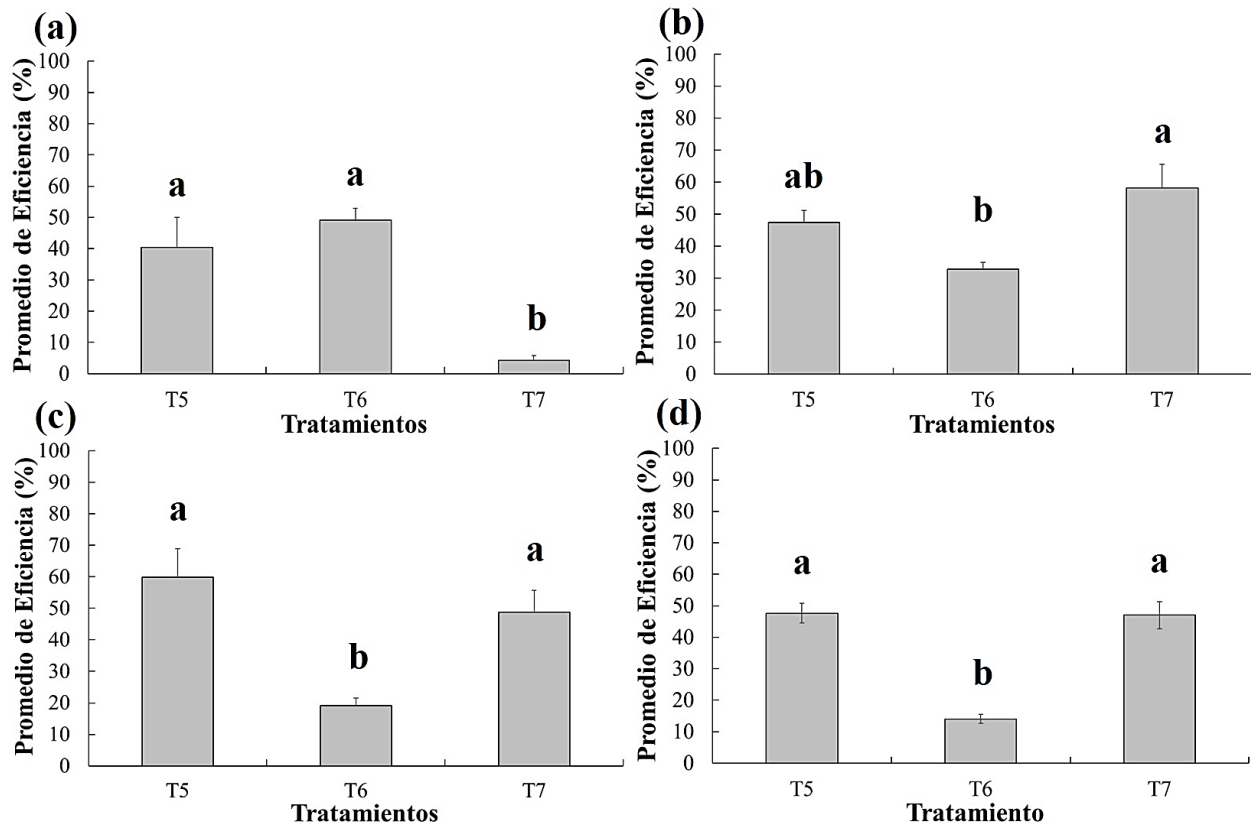 (a)
Promedio de Eficiencia (%)
100
90
80
70
60
50
40
30
20
10
0
a
a
b
T5 T6 T7
Tratamientos
(b)
Promedio de Eficiencia (%)
100
90
80
70
60
50
40
30
20
10
0
ab
b
a
T5 T6 T7
Tratamientos
(c)
Promedio de Eficiencia (%)
100
90
80
70
60
50
40
30
20
10
0
a
b
a
T5 T6 T7
Tratamientos
(d)
Promedio de Eficiencia (%)
100
90
80
70
60
50
40
30
20
10
0
a
b
a
T5 T6 T7
Tratamiento